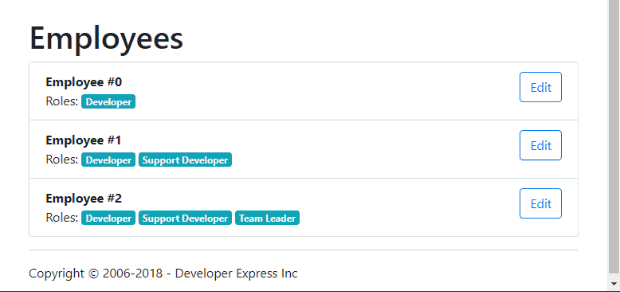 Employees
Employee #0
Roles: Developer
Edit
Employee #1
Roles: Developer Support Developer
Edit
Employee #2
Roles: Developer Support Developer Team Leader
Edit
Copyright © 2006-2018 - Developer Express Inc